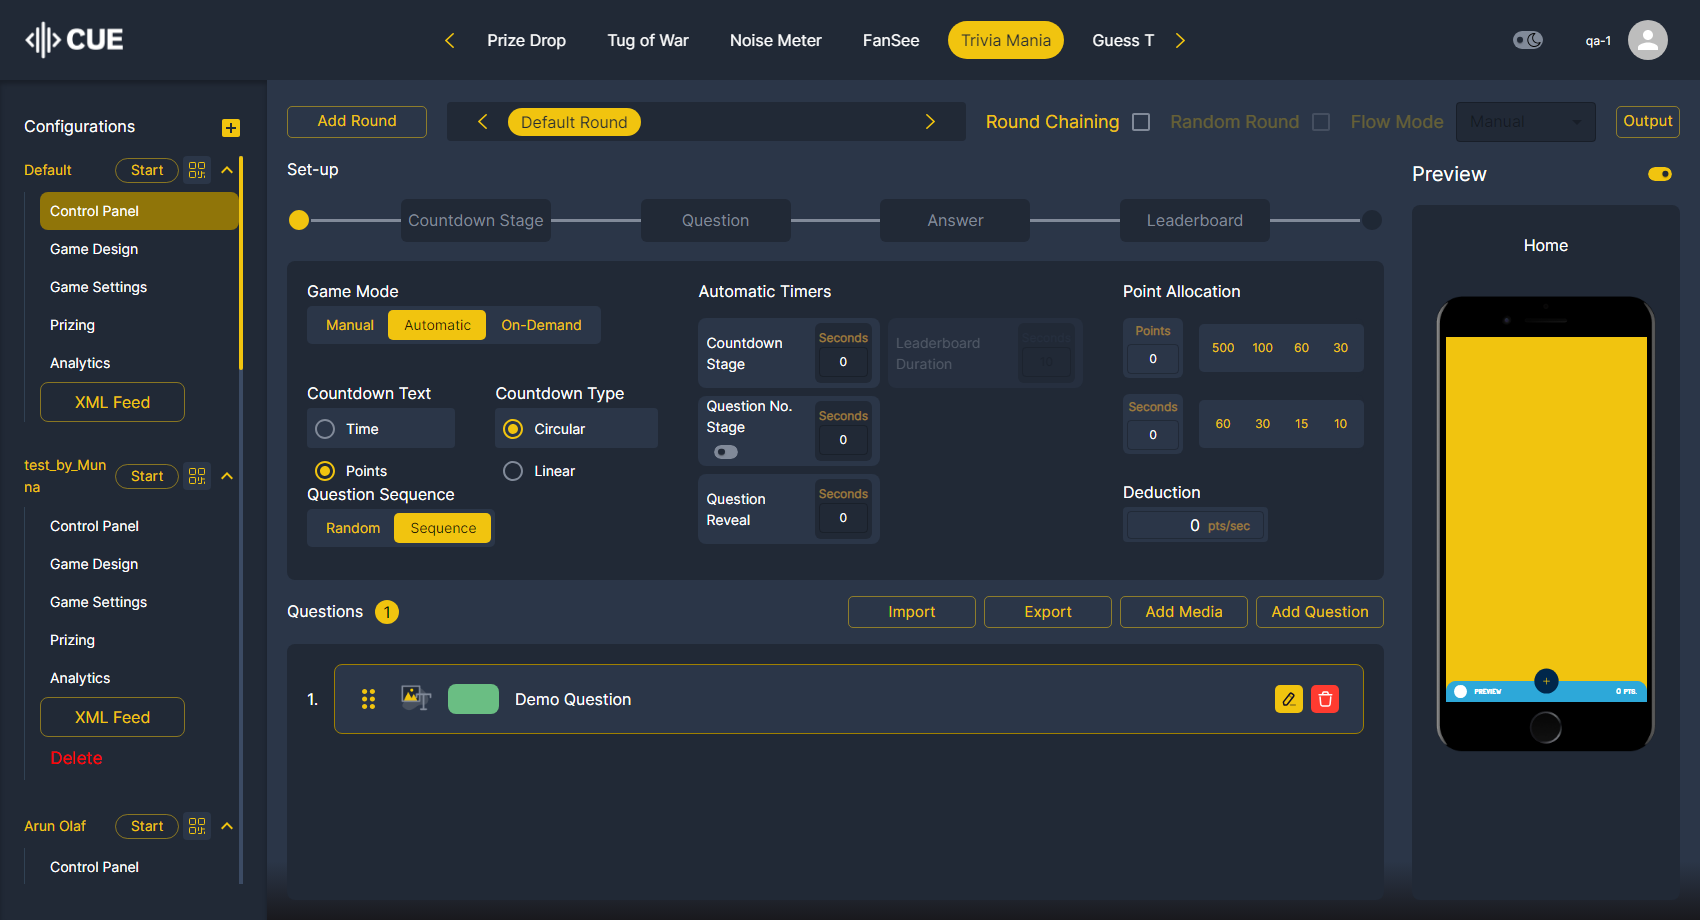 CUE
Prize Drop
Tug of War
Noise Meter
FanSee
Trivia Mania
Guess T
qa-1
Configurations
Default
Start
Control Panel
Game Design
Game Settings
Prizing
Analytics
XML Feed
test_by_Mun
na
Start
Control Panel
Game Design
Game Settings
Prizing
Analytics
XML Feed
Delete
Arun Olaf
Start
Control Panel
Add Round
Default Round
Round Chaining
Random Round
Flow Mode
Manual
Output
Set-up
Countdown Stage
Question
Answer
Leaderboard
Game Mode
Manual
Automatic
On-Demand
Countdown Text
Time
Points
Countdown Type
Circular
Linear
Question Sequence
Random
Sequence
Automatic Timers
Countdown
Stage
Seconds
0
Leaderboard
Duration
Seconds
10
Question No.
Stage
Seconds
0
Question
Reveal
Seconds
0
Point Allocation
Points
0
500 100 60 30
Seconds
0
60 30 15 10
Deduction
0 pts/sec
Questions 1
Import
Export
Add Media
Add Question
1.
Demo Question
Preview
Home
PREVIEW
0 PTS.